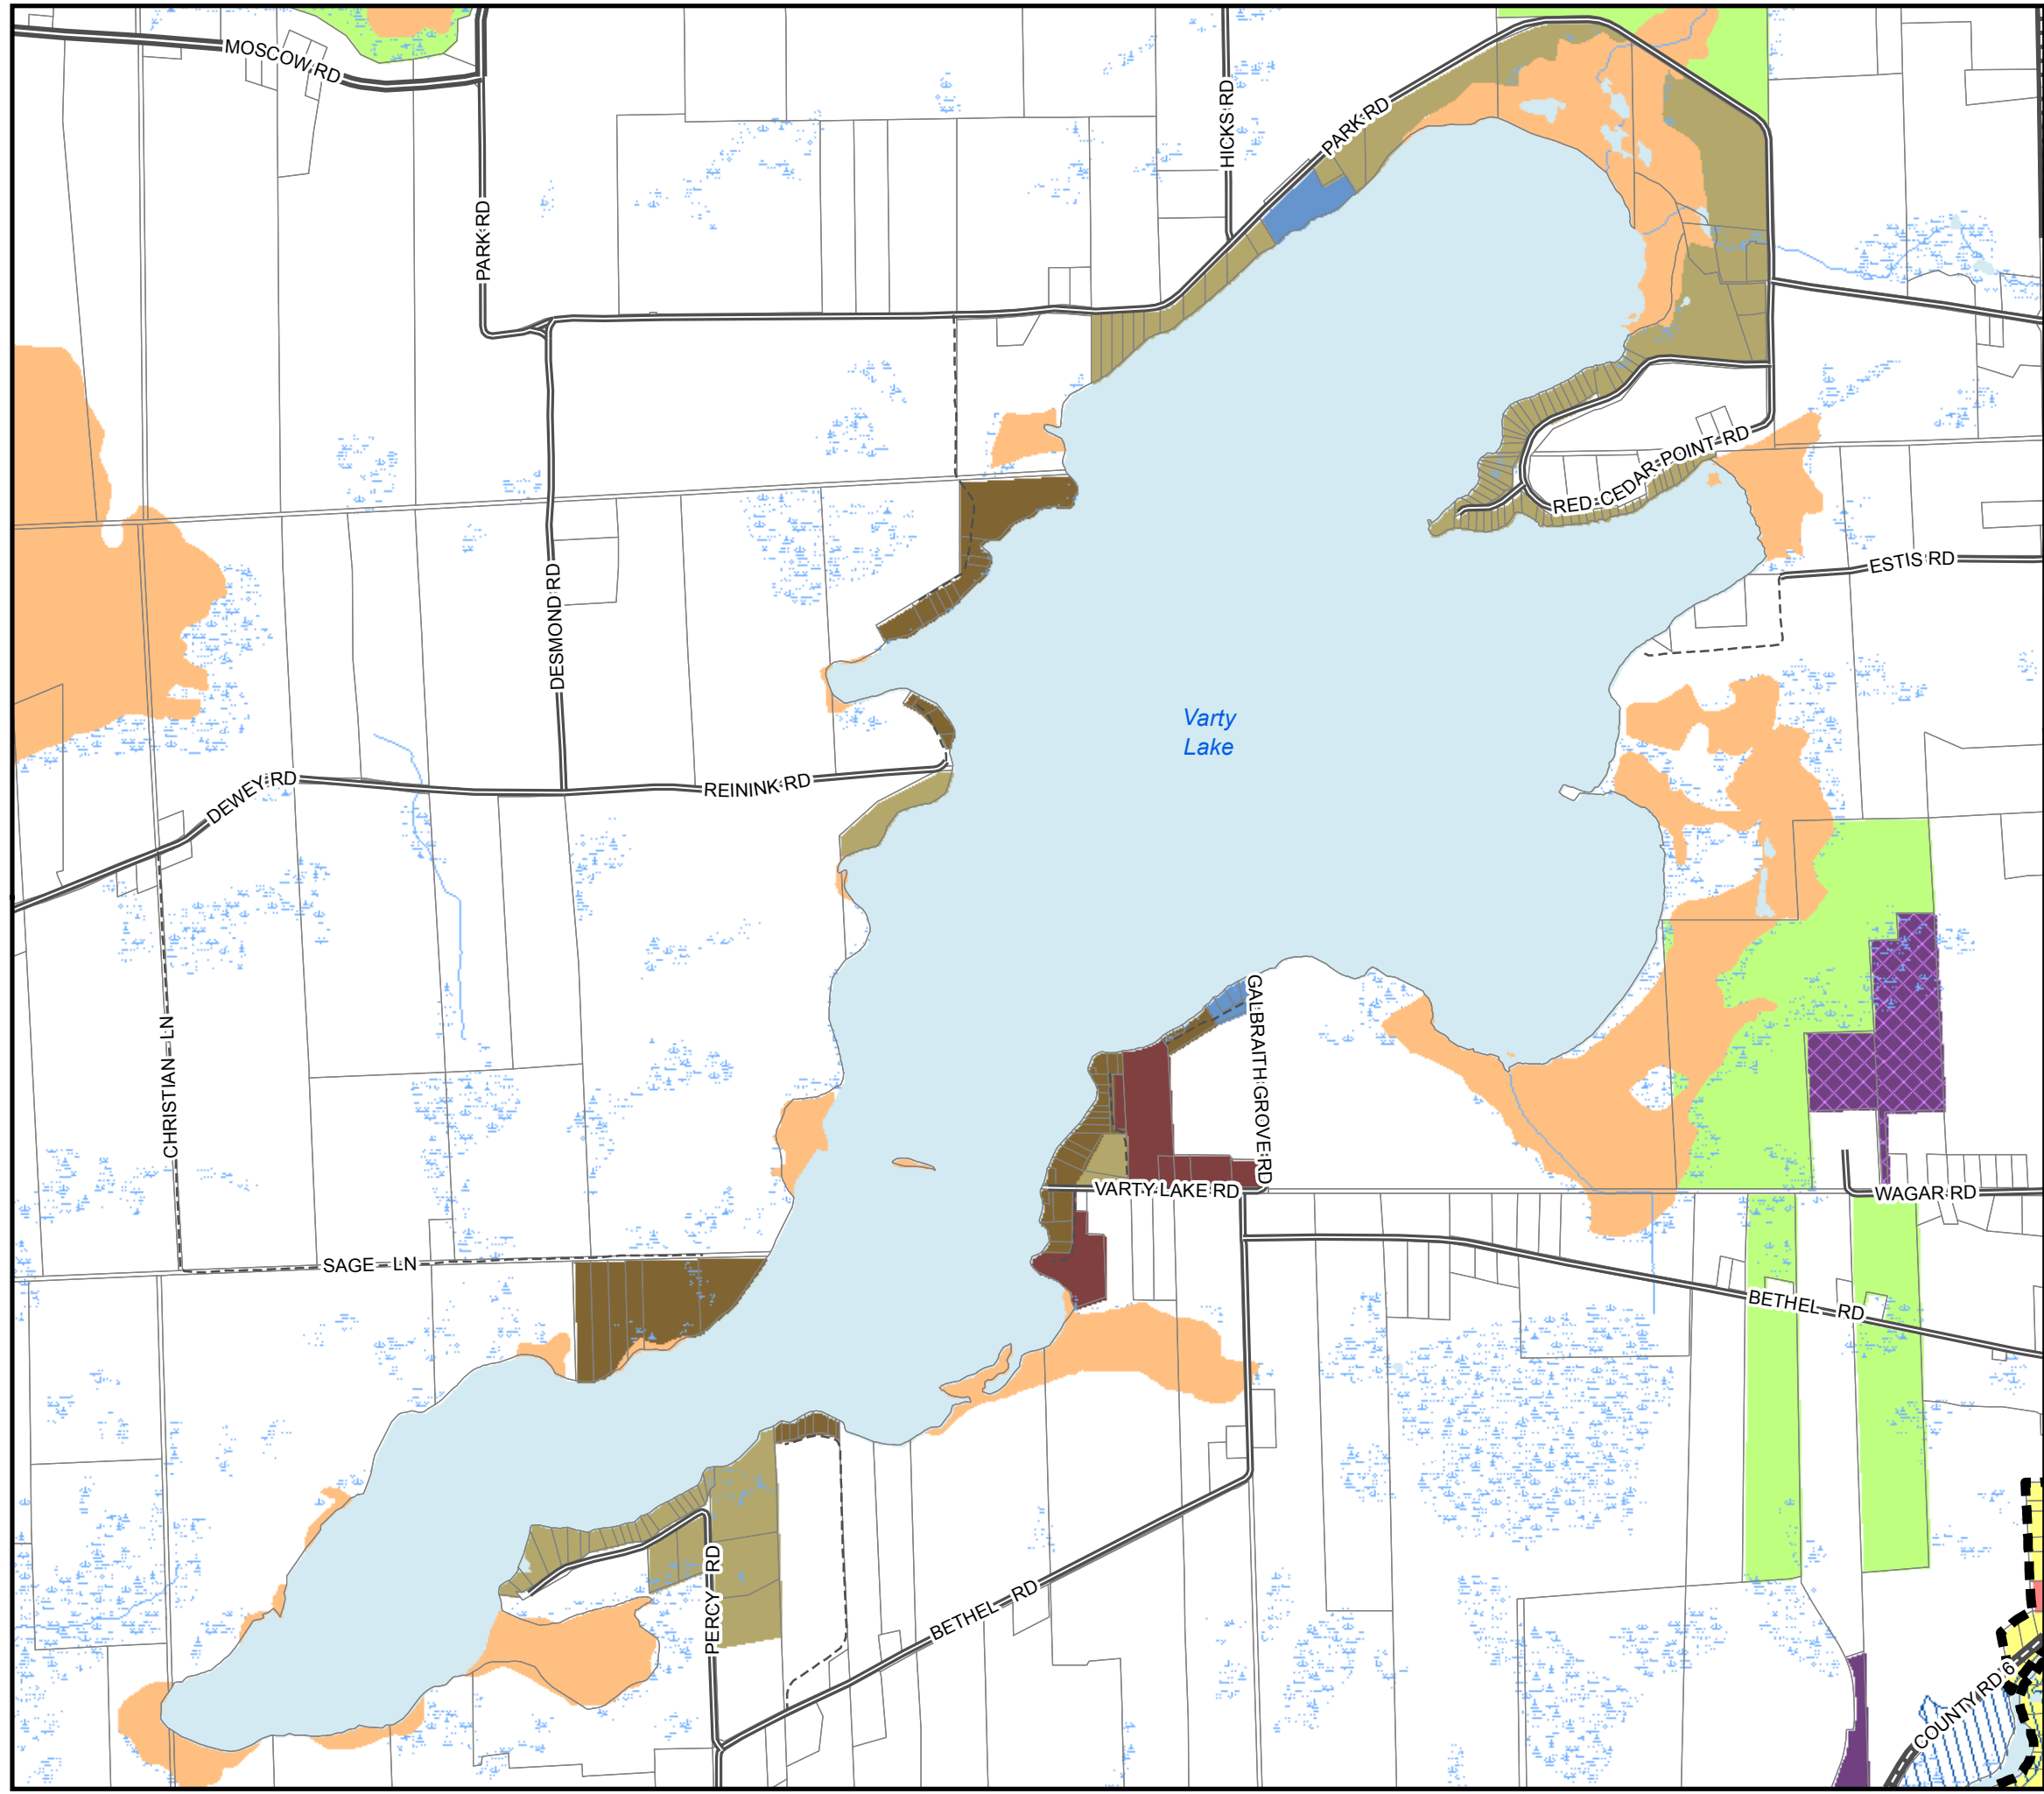 MOSCOW RD
PARK RD
HICKS RD
PARK RD
RED CEDAR POINT RD
ESTIS RD
DESMOND RD
Varty
Lake
DEWEY RD
REININK RD
CHRISTIAN LN
GALBRAITH GROVE RD
VARTY LAKE RD
WAGAR RD
SAGE LN
BETHEL RD
PERCY RD
BETHEL RD
COUNTY RD 6